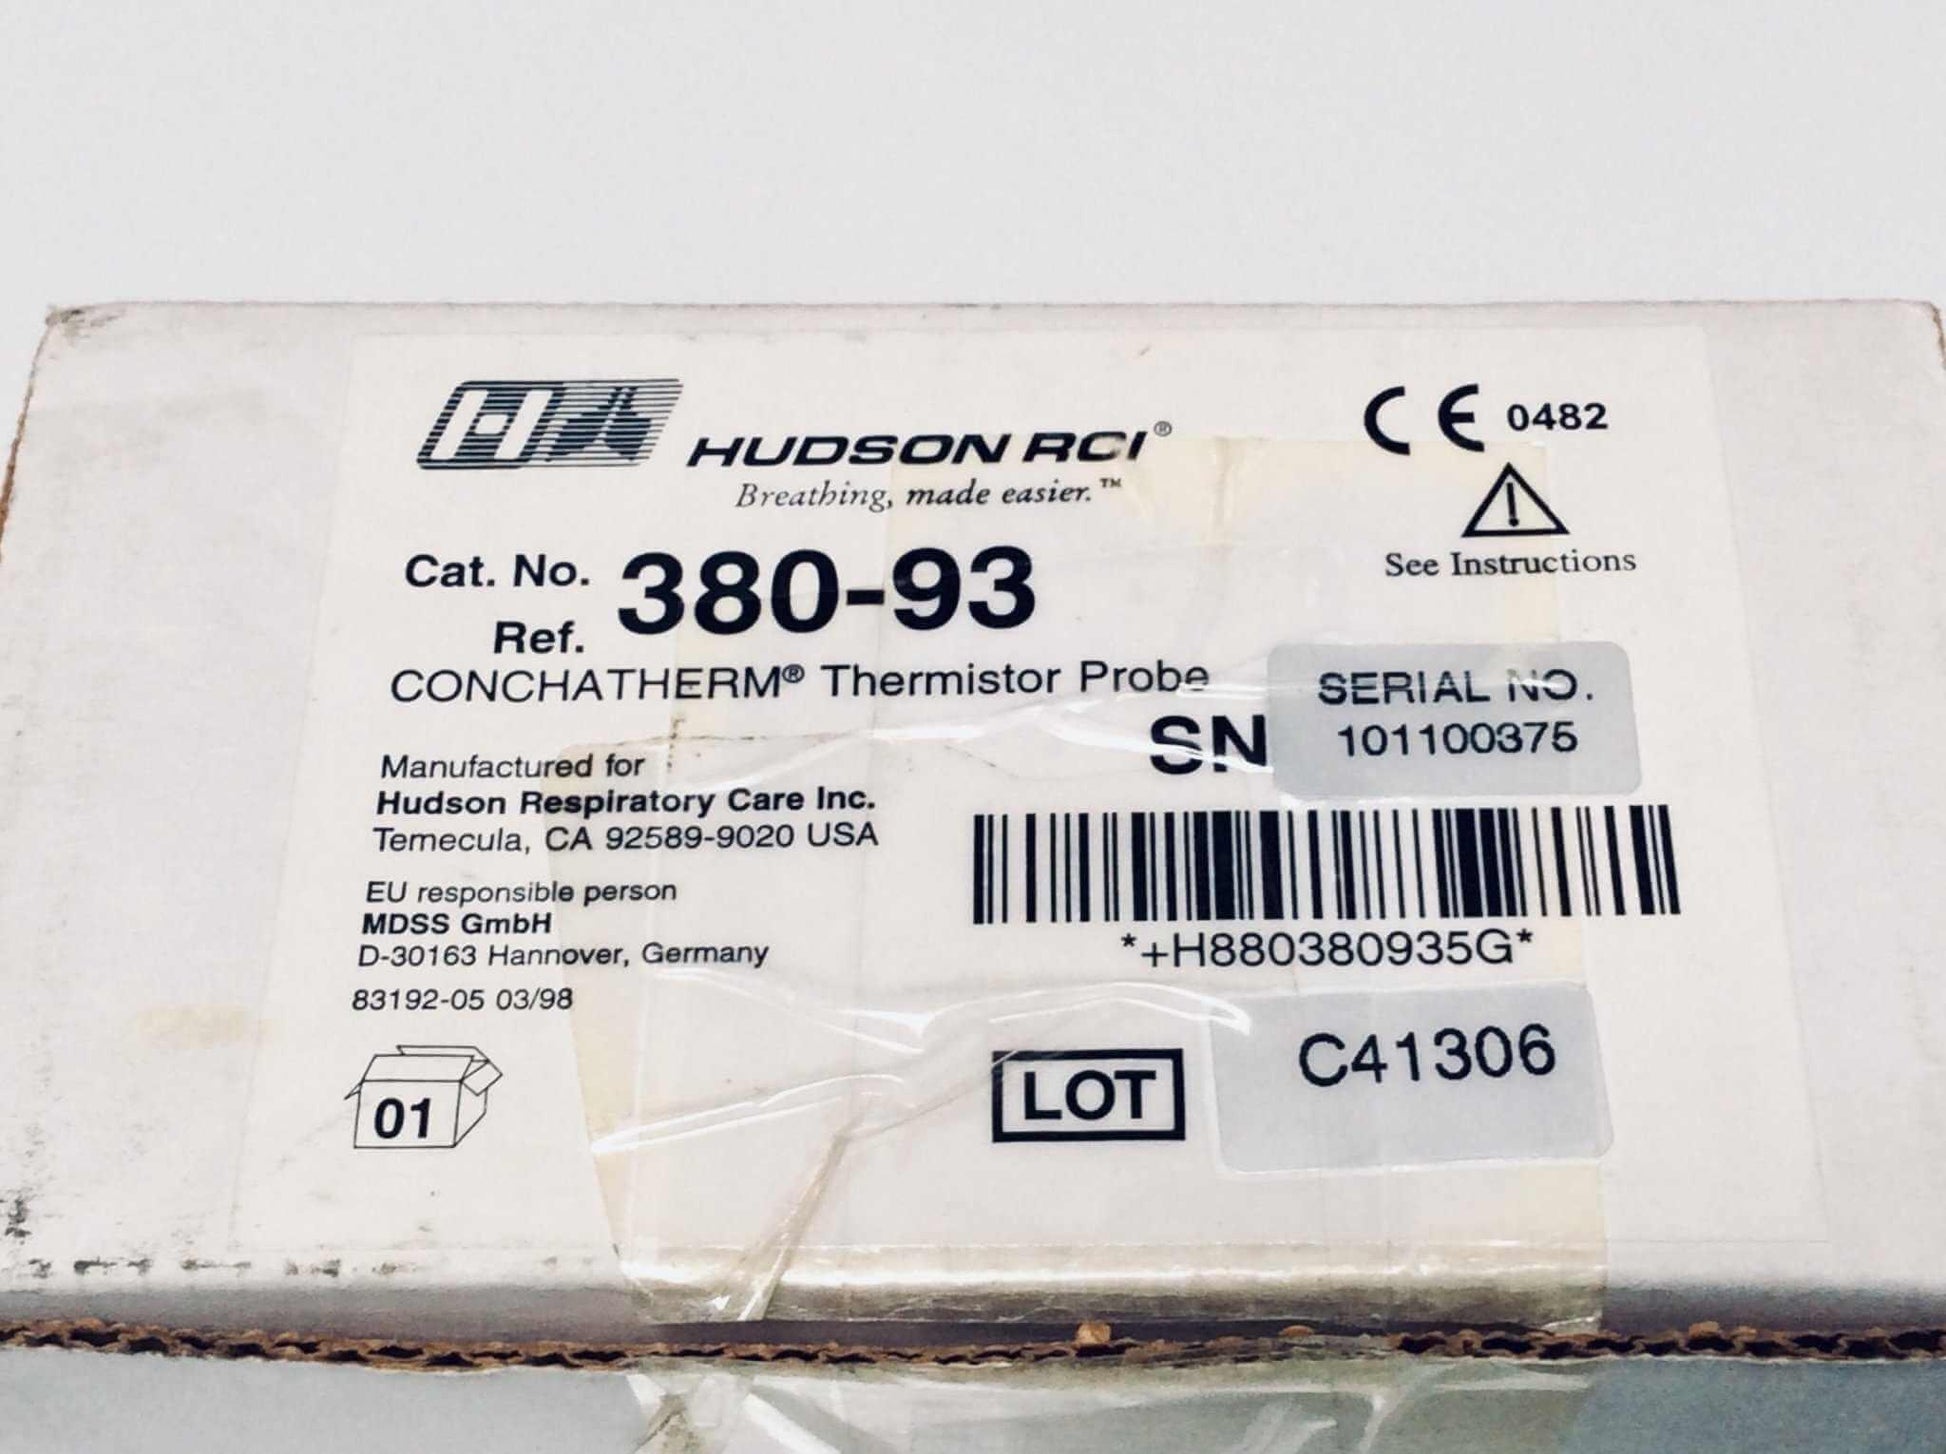 HUDSON RCI®
Breathing, made easier.™
CE 0482
See Instructions
Cat. No. 380-93
Ref.
CONCHATHERM® Thermistor Probe
SN
SERIAL NO.
101100375
Manufactured for
Hudson Respiratory Care Inc.
Temecula, CA 92589-9020 USA
EU responsible person
MDSS GmbH
D-30163 Hannover, Germany
83192-05 03/98
*+H880380935G*
01
LOT
C41306